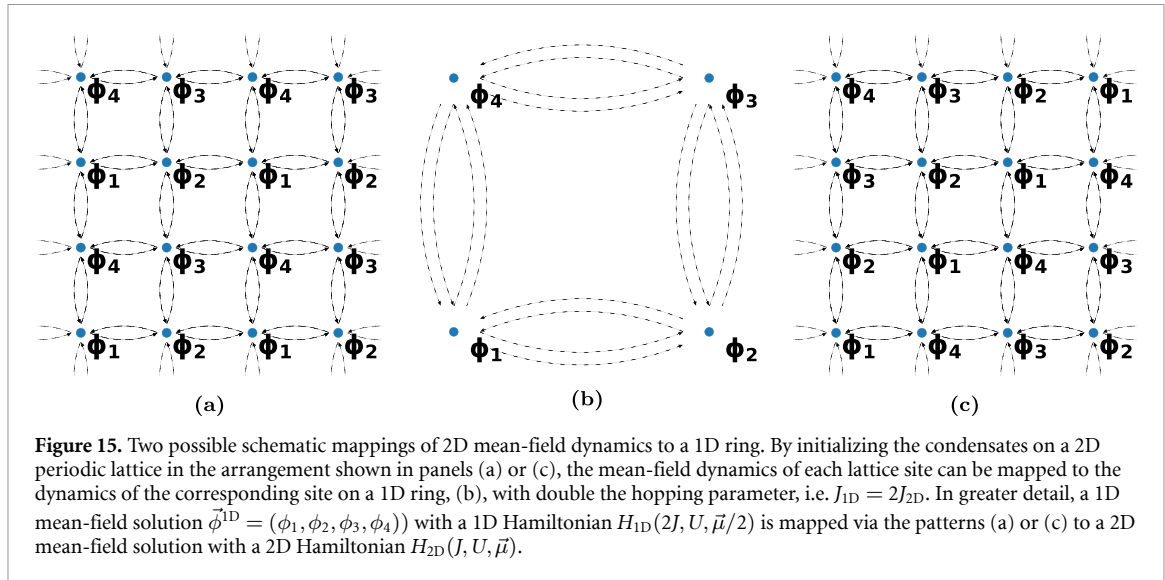 ϕ4 ϕ3 ϕ4 ϕ3
ϕ1 ϕ2 ϕ1 ϕ2
ϕ4 ϕ3 ϕ4 ϕ3
ϕ1 ϕ2 ϕ1 ϕ2
(a)
ϕ4 ϕ3
ϕ1 ϕ2
(b)
ϕ4 ϕ3 ϕ2 ϕ1
ϕ3 ϕ2 ϕ1 ϕ4
ϕ2 ϕ1 ϕ4 ϕ3
ϕ1 ϕ4 ϕ3 ϕ2
(c)
Figure 15. Two possible schematic mappings of 2D mean-field dynamics to a 1D ring. By initializing the condensates on a 2D
periodic lattice in the arrangement shown in panels (a) or (c), the mean-field dynamics of each lattice site can be mapped to the
dynamics of the corresponding site on a 1D ring, (b), with double the hopping parameter, i.e. J1D = 2J2D. In greater detail, a 1D
mean-field solution ϕ⃗1D = (ϕ1, ϕ2, ϕ3, ϕ4)) with a 1D Hamiltonian H1D(2J, U, μ⃗/2) is mapped via the patterns (a) or (c) to a 2D
mean-field solution with a 2D Hamiltonian H2D(J, U, μ⃗).